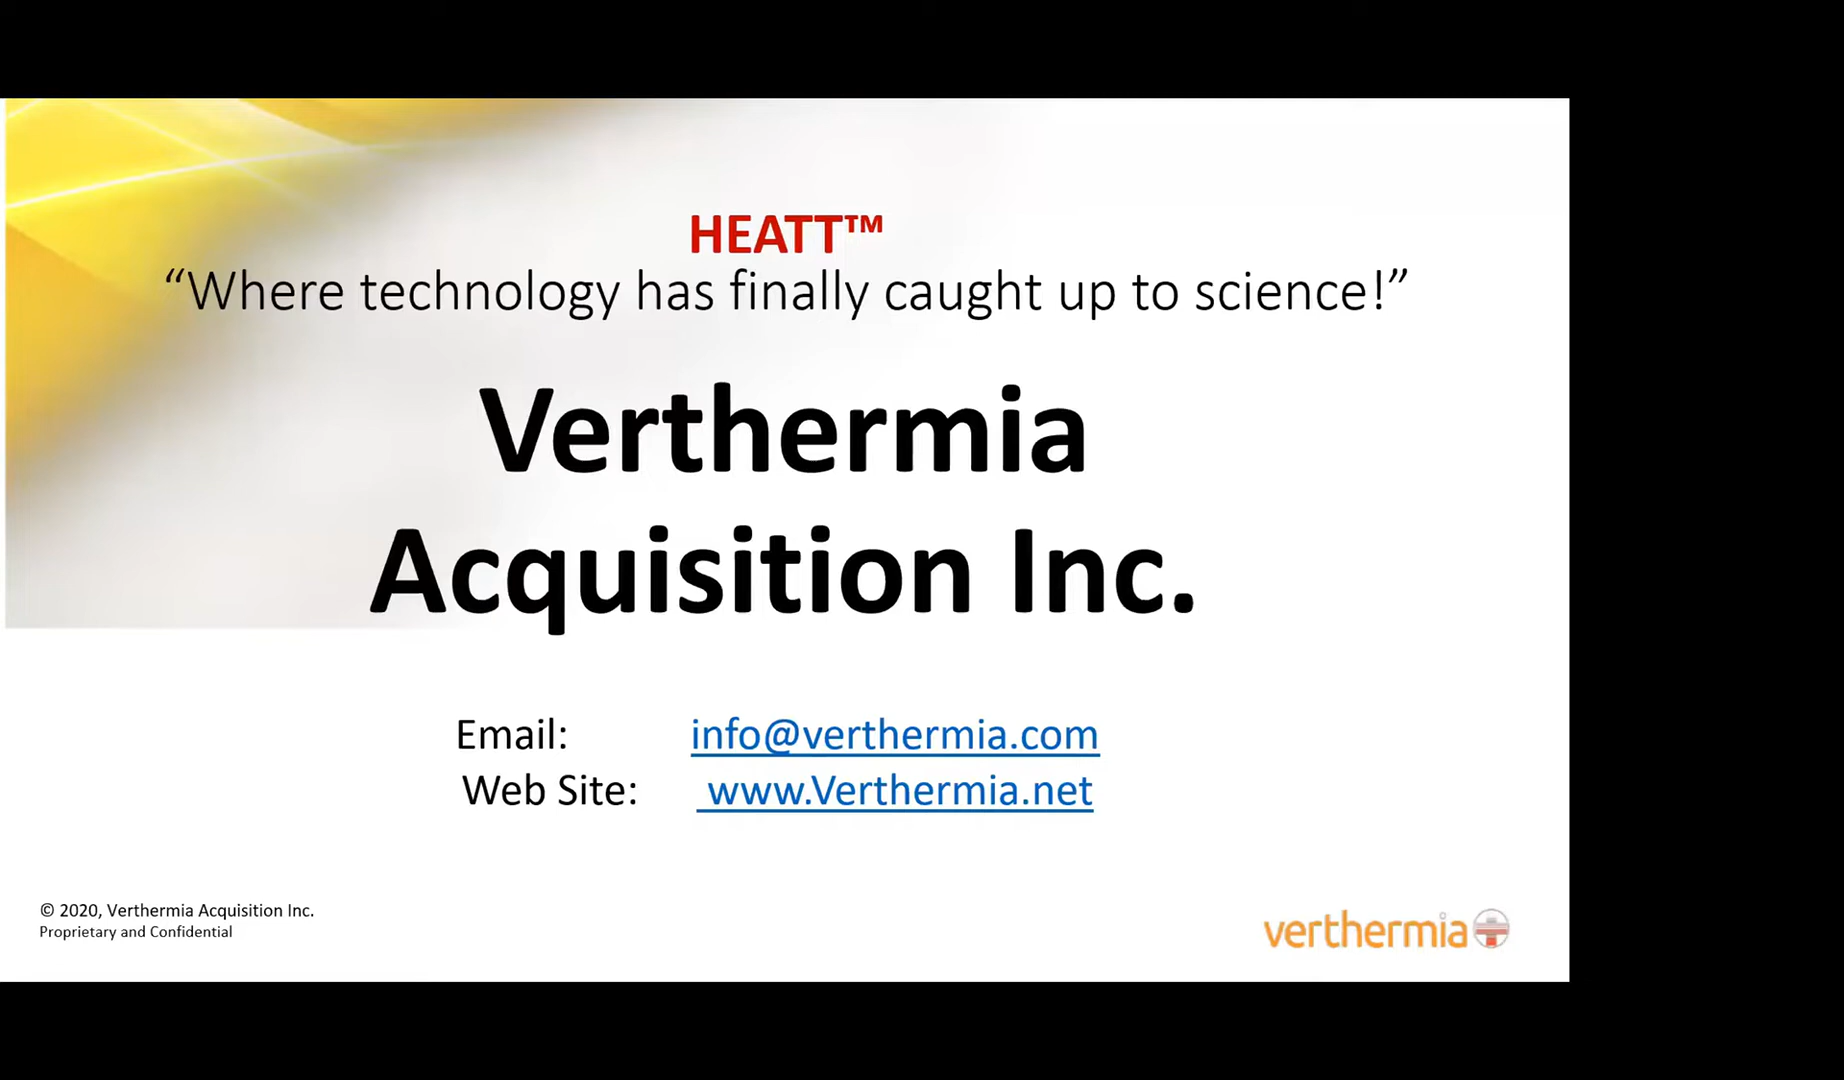 HEATT™
“Where technology has finally caught up to science!”
Verthermia
Acquisition Inc.
Email: info@verthermia.com
Web Site: www.Verthermia.net
© 2020, Verthermia Acquisition Inc.
Proprietary and Confidential
verthermia